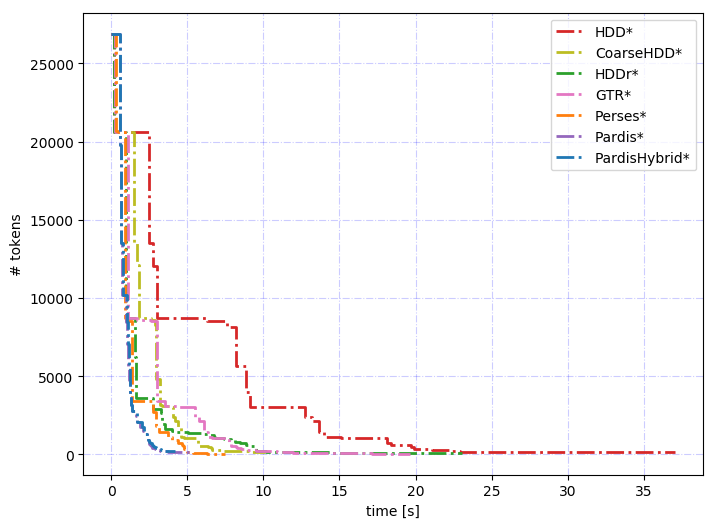 HDD*
CoarseHDD*
HDDr*
GTR*
Perses*
Pardis*
PardisHybrid*
# tokens
25000
20000
15000
10000
5000
0
0 5 10 15 20 25 30 35
time [s]